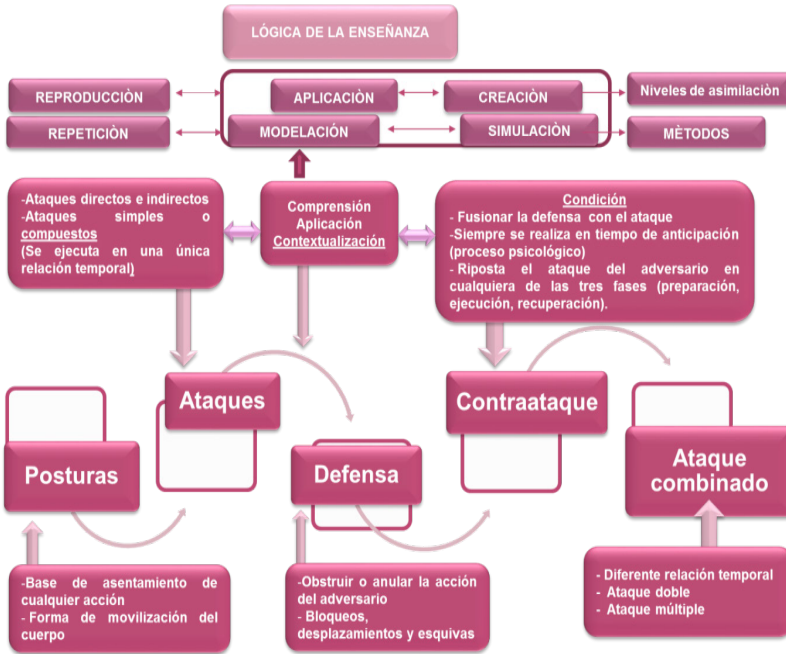 LÓGICA DE LA ENSEÑANZA
REPRODUCCIÒN
APLICACIÒN
CREACIÒN
Niveles de asimilaciòn
REPETICIÒN
MODELACIÓN
SIMULACIÒN
MÈTODOS
-Ataques directos e indirectos
-Ataques simples o
compuestos
(Se ejecuta en una única
relación temporal)
Comprensión
Aplicación
Contextualización
Condición
- Fusionar la defensa con el ataque
-Siempre se realiza en tiempo de anticipación
(proceso psicológico)
- Riposta el ataque del adversario en
cualquiera de las tres fases (preparación,
ejecución, recuperación).
Posturas
Ataques
Defensa
Contraataque
Ataque
combinado
-Base de asentamiento de
cualquier acción
- Forma de movilización del
cuerpo
-Obstruir o anular la acción
del adversario
- Bloqueos,
desplazamientos y esquivas
- Diferente relación temporal
- Ataque doble
- Ataque múltiple